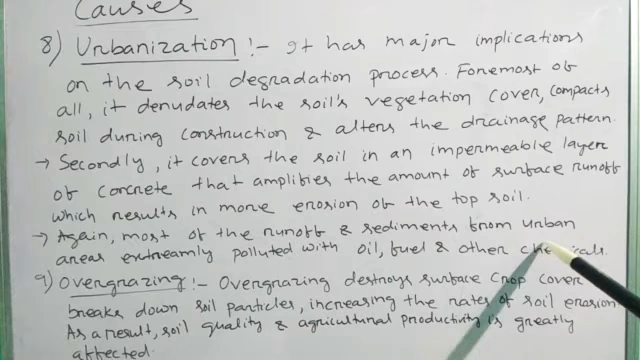 Causes
8) Urbanization :- It has major implications
on the soil degradation process. Foremost of
all, it denudates the soil's vegetation cover, compacts
soil during construction & alters the drainage pattern.
→ Secondly, it covers the soil in an impermeable layer
of concrete that amplifies the amount of surface runoff
which results in more erosion of the top soil.
→ Again, most of the runoff & sediments from urban
areas extreamly polluted with oil, fuel & other chemicals.
9) Overgrazing :- Overgrazing destroys surface crop cover
breaks down soil particles, increasing the rates of soil erosion.
As a result, soil quality & agricultural productivity is greatly
affected.